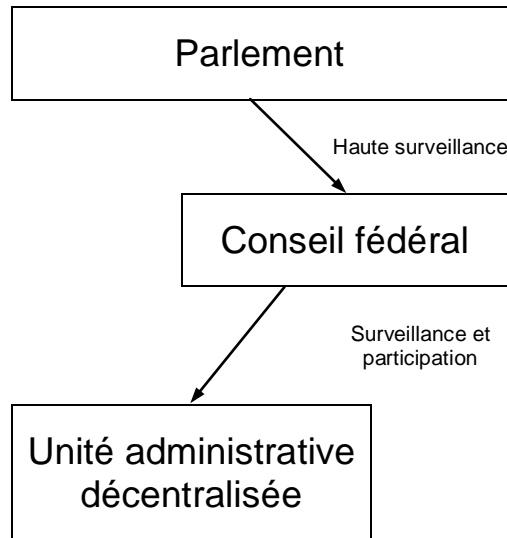 Parlement
Haute surveillance
Conseil fédéral
Surveillance et
participation
Unité administrative
décentralisée